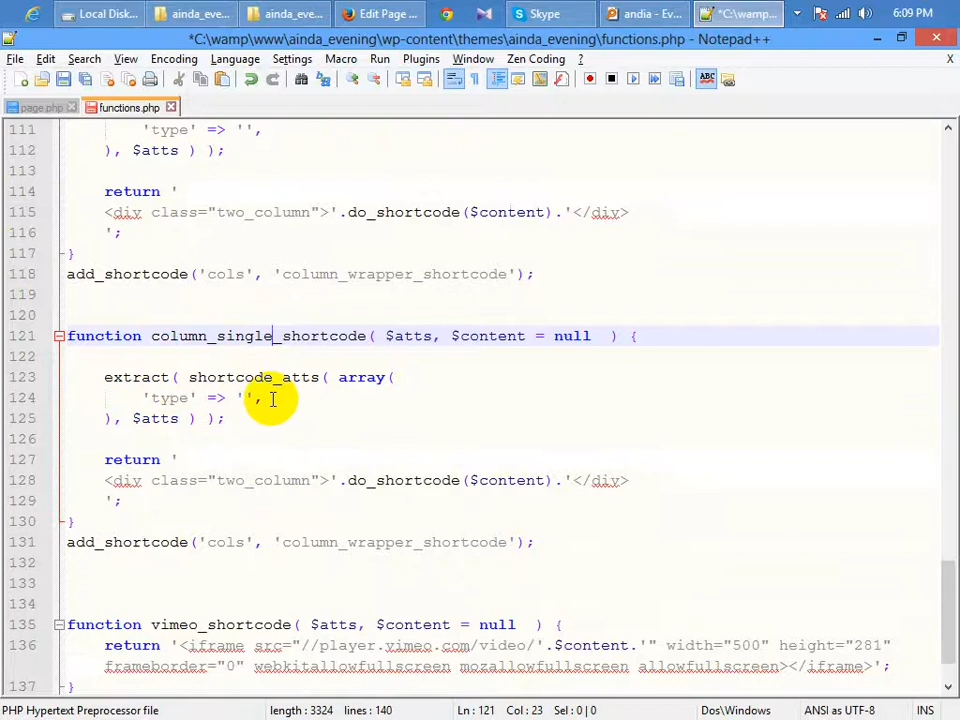 Local Disk...
ainda_eve...
ainda_eve...
Edit Page ...
Skype
andia - Ev...
*C:\wamp...
6:09 PM
*C:\wamp\www\ainda_evening\wp-content\themes\ainda_evening\functions.php - Notepad++
File Edit Search View Encoding Language Settings Macro Run Plugins Window Zen Coding ? X
page.php functions.php
111 'type' => '',
112 ), $atts ) );
113
114 return '
115 <div class="two_column">'.do_shortcode($content).'</div>
116 ';
117 }
118 add_shortcode('cols', 'column_wrapper_shortcode');
119
120
121 function column_single_shortcode( $atts, $content = null ) {
122
123 extract( shortcode_atts( array(
124 'type' => '',
125 ), $atts ) );
126
127 return '
128 <div class="two_column">'.do_shortcode($content).'</div>
129 ';
130 }
131 add_shortcode('cols', 'column_wrapper_shortcode');
132
133
134
135 function vimeo_shortcode( $atts, $content = null ) {
136 return '<iframe src="//player.vimeo.com/video/'.$content.'" width="500" height="281"
frameborder="0" webkitallowfullscreen mozallowfullscreen allowfullscreen></iframe>';
137 }
PHP Hypertext Preprocessor file length : 3324 lines : 140 Ln : 121 Col : 23 Sel : 0 | 0 Dos\Windows ANSI as UTF-8 INS